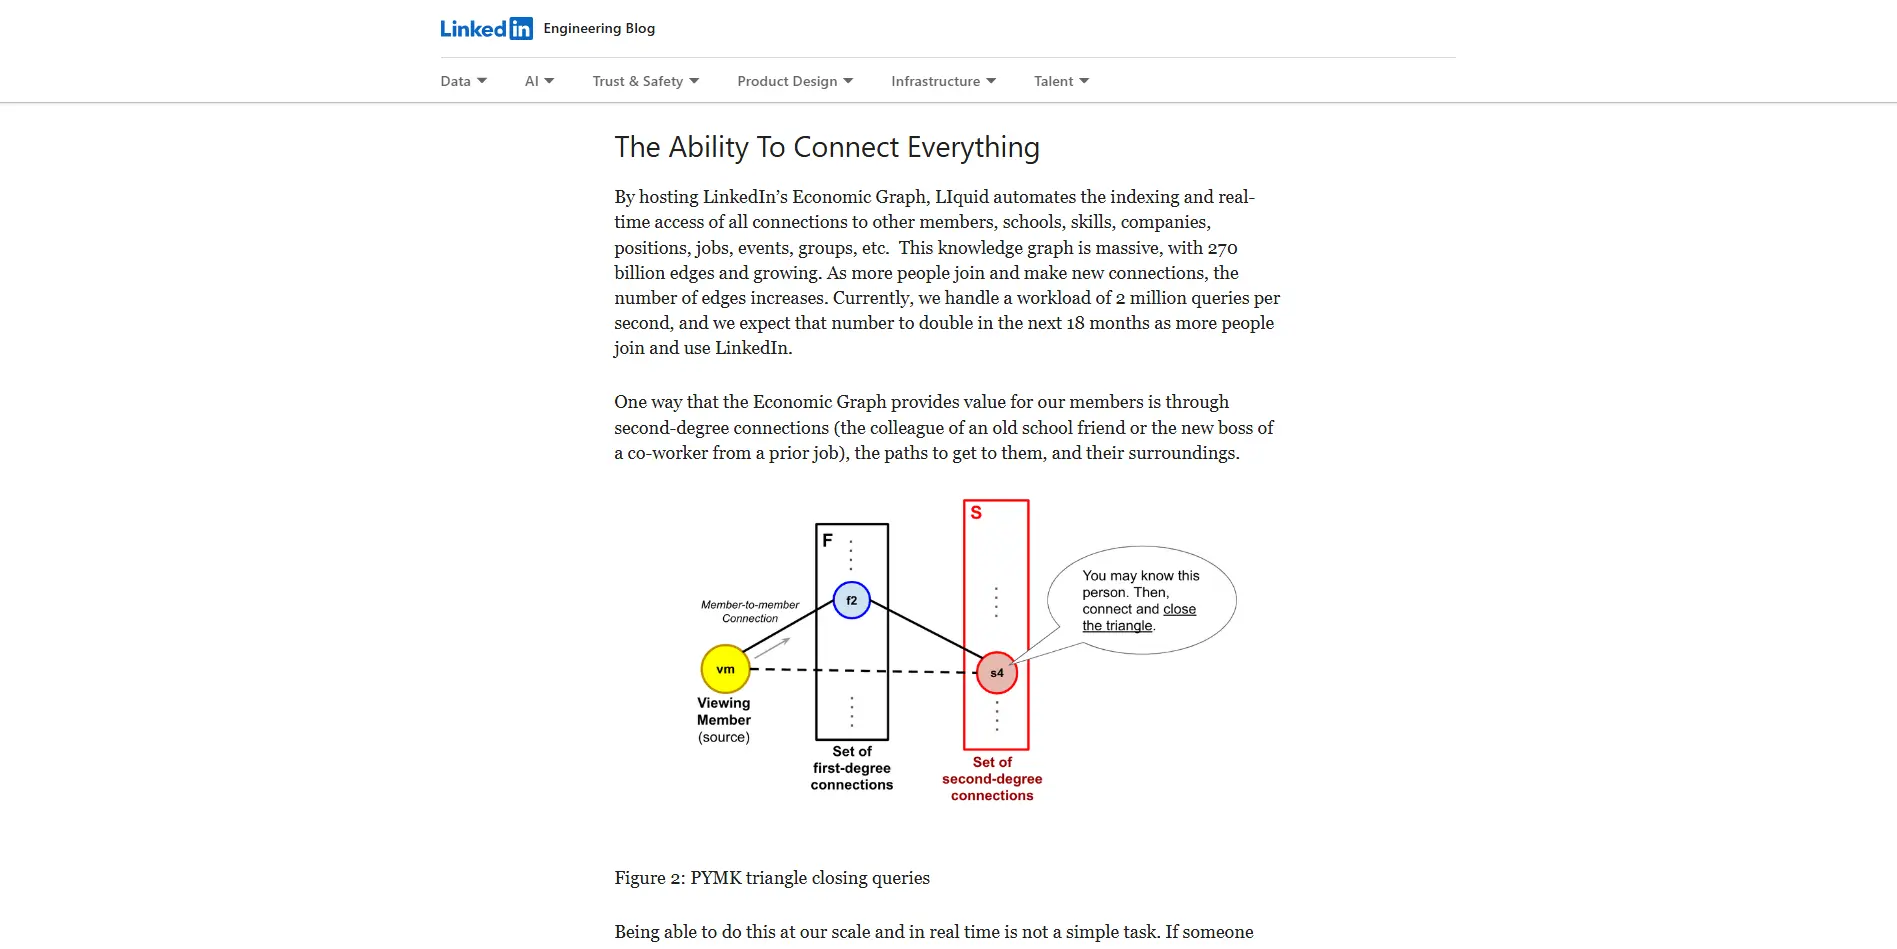 LinkedIn Engineering Blog
Data AI Trust & Safety Product Design Infrastructure Talent
The Ability To Connect Everything
By hosting LinkedIn’s Economic Graph, LIquid automates the indexing and real-
time access of all connections to other members, schools, skills, companies,
positions, jobs, events, groups, etc.  This knowledge graph is massive, with 270
billion edges and growing. As more people join and make new connections, the
number of edges increases. Currently, we handle a workload of 2 million queries per
second, and we expect that number to double in the next 18 months as more people
join and use LinkedIn.
One way that the Economic Graph provides value for our members is through
second-degree connections (the colleague of an old school friend or the new boss of
a co-worker from a prior job), the paths to get to them, and their surroundings.
S
F
You may know this
person. Then,
connect and close
the triangle.
Member-to-member
Connection
f2
vm
s4
Viewing
Member
(source)
Set of
first-degree
connections
Set of
second-degree
connections
Figure 2: PYMK triangle closing queries
Being able to do this at our scale and in real time is not a simple task. If someone